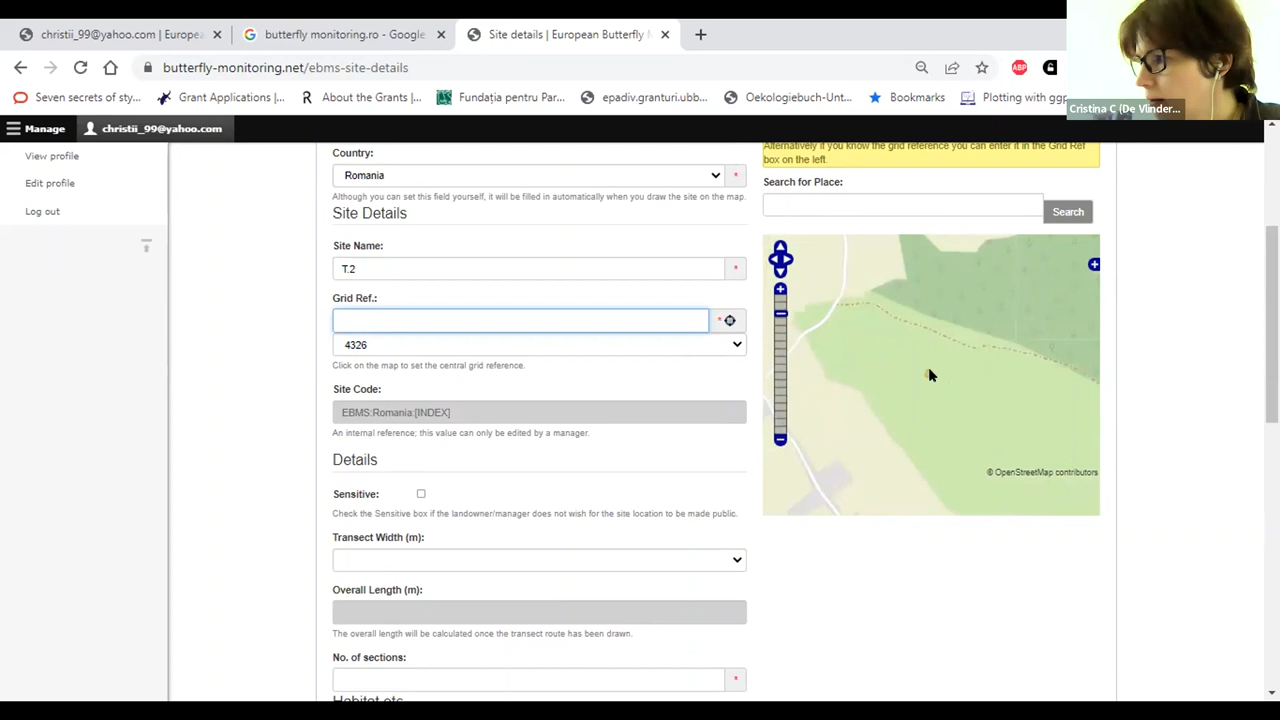 christii_99@yahoo.com | Europea
butterfly monitoring.ro - Google
Site details | European Butterfly M
butterfly-monitoring.net/ebms-site-details
ABP
Seven secrets of sty...
Grant Applications |...
About the Grants |...
Fundația pentru Par...
epadiv.granturi.ubb...
Oekologiebuch-Unt...
Bookmarks
Plotting with ggp
Cristina C (De Vlinder...
Manage
christii_99@yahoo.com
View profile
Edit profile
Log out
Country:
Romania
*
Although you can set this field yourself, it will be filled in automatically when you draw the site on the map.
Site Details
Site Name:
T.2
*
Grid Ref.:
*
4326
Click on the map to set the central grid reference.
Site Code:
EBMS:Romania:[INDEX]
An internal reference; this value can only be edited by a manager.
Details
Sensitive:
Check the Sensitive box if the landowner/manager does not wish for the site location to be made public.
Transect Width (m):
Overall Length (m):
The overall length will be calculated once the transect route has been drawn.
No. of sections:
*
Habitat etc
Alternatively if you know the grid reference you can enter it in the Grid Ref
box on the left.
Search for Place:
Search
© OpenStreetMap contributors